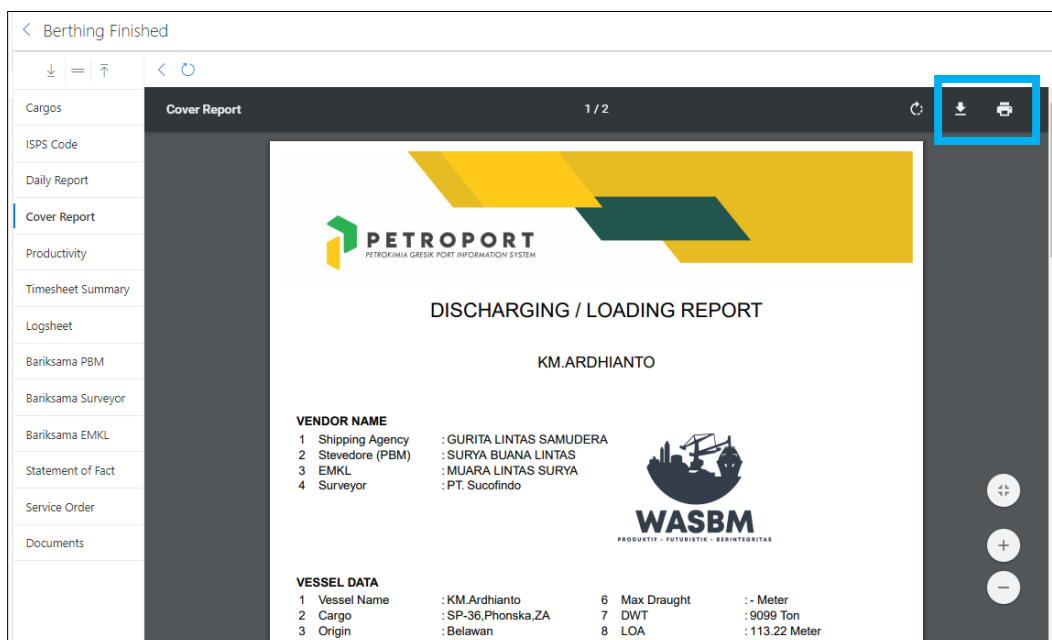 Berthing Finished
Cargos
ISPS Code
Daily Report
Cover Report
Productivity
Timesheet Summary
Logsheet
Bariksama PBM
Bariksama Surveyor
Bariksama EMKL
Statement of Fact
Service Order
Documents
Cover Report 1 / 2
PETROPORT
PETROKIMIA GRESIK PORT INFORMATION SYSTEM
DISCHARGING / LOADING REPORT
KM.ARDHIANTO
VENDOR NAME
1 Shipping Agency : GURITA LINTAS SAMUDERA
2 Stevedore (PBM) : SURYA BUANA LINTAS
3 EMKL : MUARA LINTAS SURYA
4 Surveyor : PT. Sucofindo
WASBM
PRODUKTIF - FUTURISTIK - BERINTEGRITAS
VESSEL DATA
1 Vessel Name : KM.Ardhianto 6 Max Draught : - Meter
2 Cargo : SP-36,Phonska,ZA 7 DWT : 9099 Ton
3 Origin : Belawan 8 LOA : 113.22 Meter